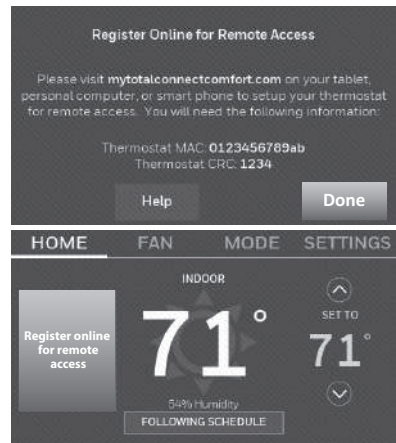 Register Online for Remote Access
Please visit mytotalconnectcomfort.com on your tablet,
personal computer, or smart phone to setup your thermostat
for remote access. You will need the following information:
Thermostat MAC: 0123456789ab
Thermostat CRC: 1234
Help
Done
HOME
FAN
MODE
SETTINGS
Register online
for remote
access
INDOOR
71°
54% Humidity
FOLLOWING SCHEDULE
SET TO
71°